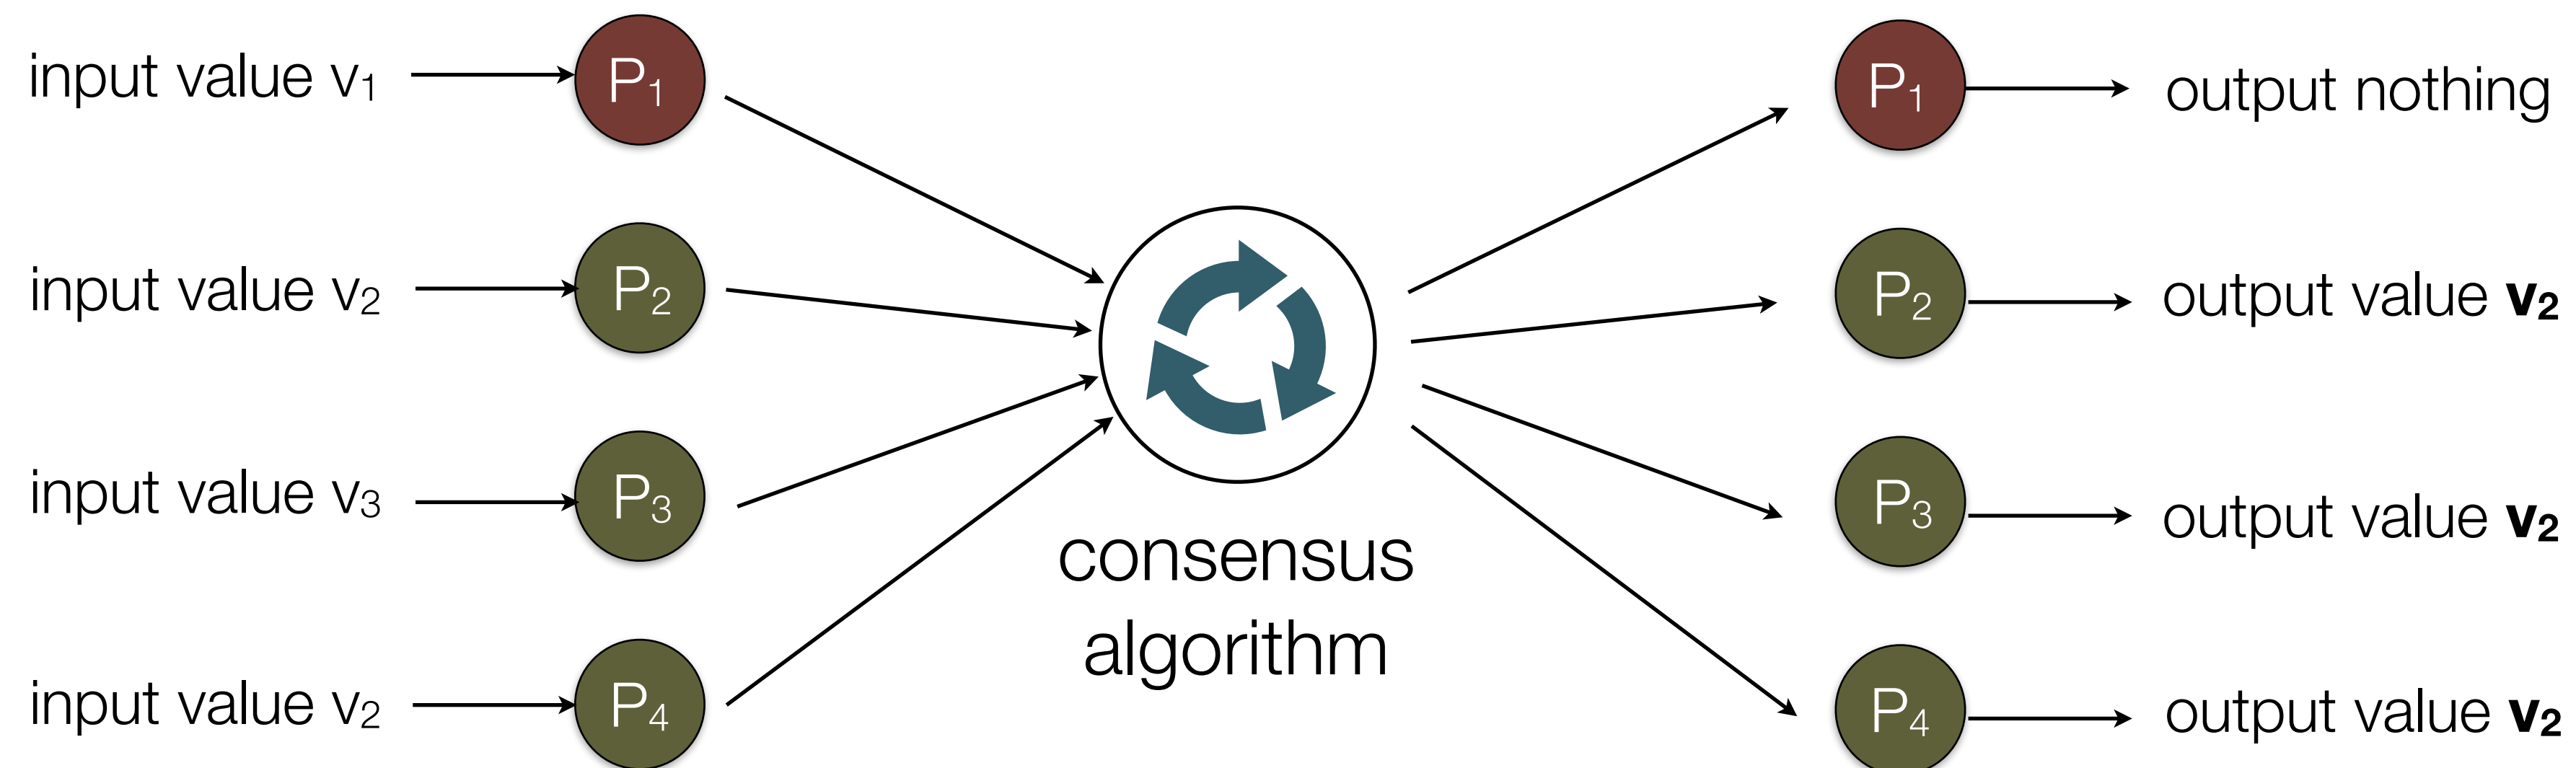 input value v₁ P₁ P₁ output nothing
input value v₂ P₂ P₂ output value v₂
input value v₃ P₃ P₃ output value v₂
consensus
algorithm
input value v₂ P₄ P₄ output value v₂